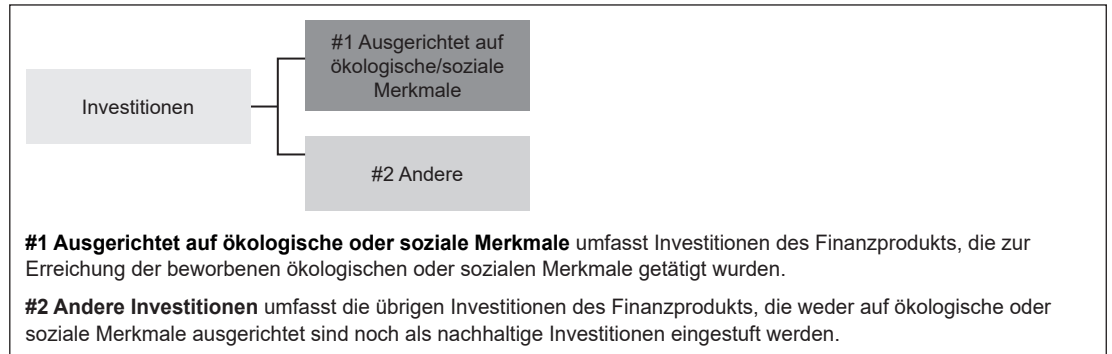 #1 Ausgerichtet auf
ökologische/soziale
Merkmale
Investitionen
#2 Andere
#1 Ausgerichtet auf ökologische oder soziale Merkmale umfasst Investitionen des Finanzprodukts, die zur
Erreichung der beworbenen ökologischen oder sozialen Merkmale getätigt wurden.
#2 Andere Investitionen umfasst die übrigen Investitionen des Finanzprodukts, die weder auf ökologische oder
soziale Merkmale ausgerichtet sind noch als nachhaltige Investitionen eingestuft werden.